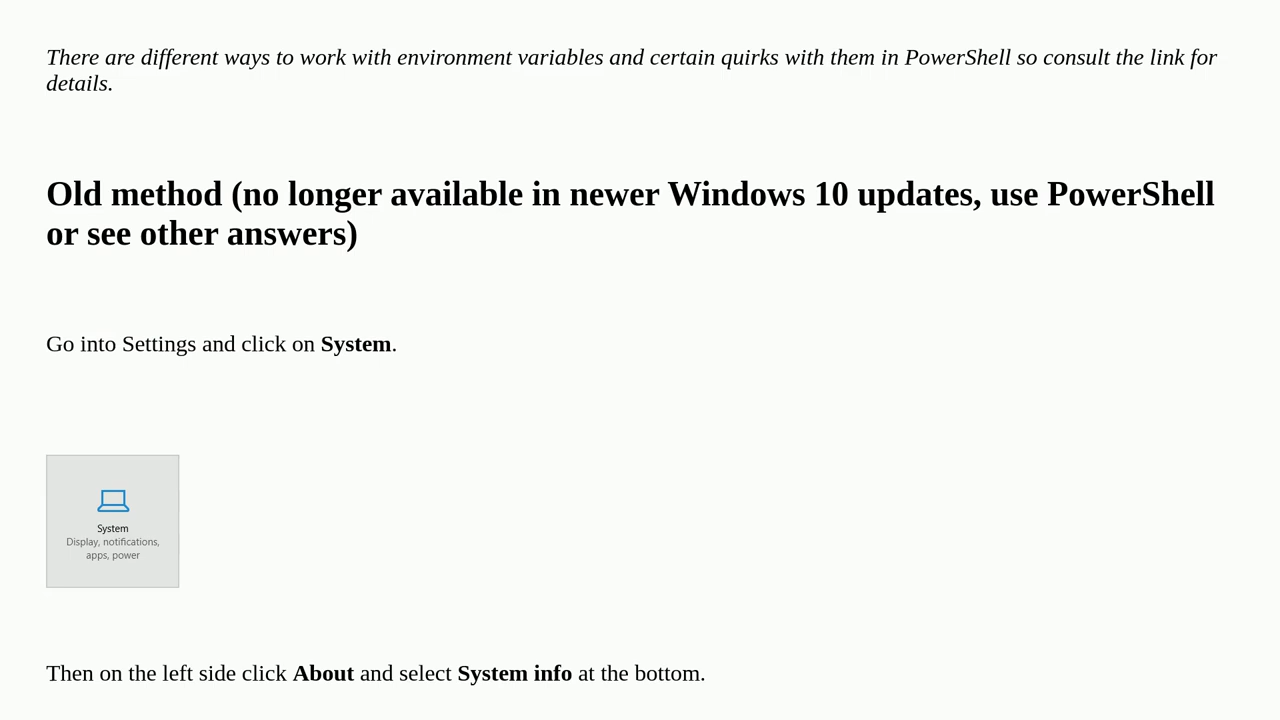 There are different ways to work with environment variables and certain quirks with them in PowerShell so consult the link for
details.
Old method (no longer available in newer Windows 10 updates, use PowerShell
or see other answers)
Go into Settings and click on System.
System
Display, notifications,
apps, power
Then on the left side click About and select System info at the bottom.